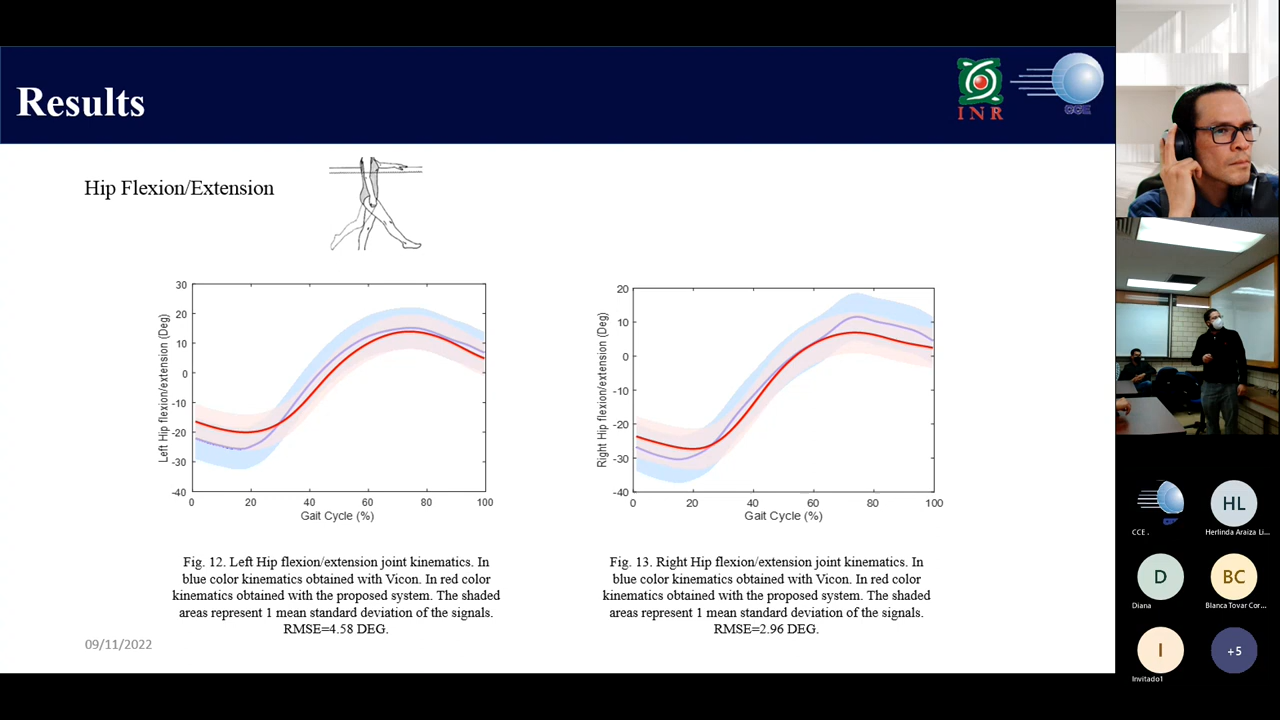 Results
INR
CCE
Hip Flexion/Extension
30
20
10
0
-10
-20
-30
-40
0
20
40
60
80
100
Left Hip flexion/extension (Deg)
Gait Cycle (%)
20
10
0
-10
-20
-30
-40
0
20
40
60
80
100
Right Hip flexion/extension (Deg)
Gait Cycle (%)
Fig. 12. Left Hip flexion/extension joint kinematics. In
blue color kinematics obtained with Vicon. In red color
kinematics obtained with the proposed system. The shaded
areas represent 1 mean standard deviation of the signals.
RMSE=4.58 DEG.
Fig. 13. Right Hip flexion/extension joint kinematics. In
blue color kinematics obtained with Vicon. In red color
kinematics obtained with the proposed system. The shaded
areas represent 1 mean standard deviation of the signals.
RMSE=2.96 DEG.
09/11/2022
CCE .
HL
Herlinda Araiza Li...
D
Diana
BC
Blanca Tovar Cor...
I
Invitado1
+5